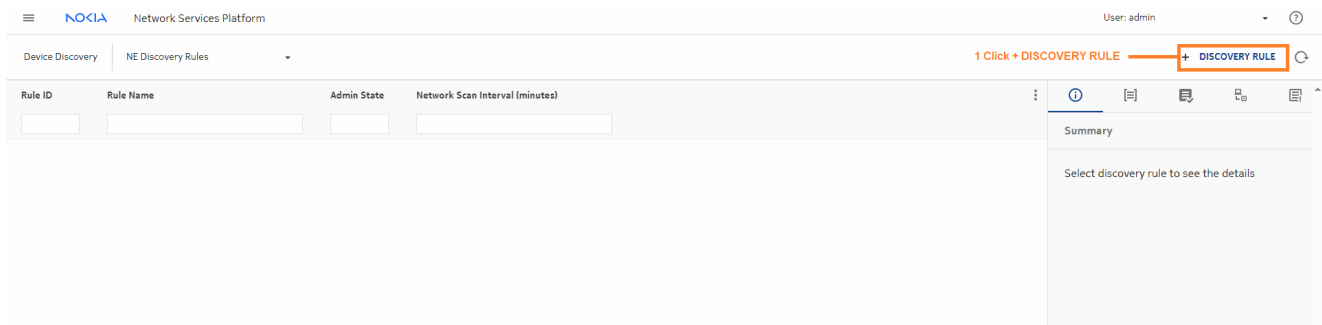 NOKIA Network Services Platform User: admin
Device Discovery NE Discovery Rules 1 Click + DISCOVERY RULE + DISCOVERY RULE
Rule ID Rule Name Admin State Network Scan Interval (minutes)
Summary
Select discovery rule to see the details